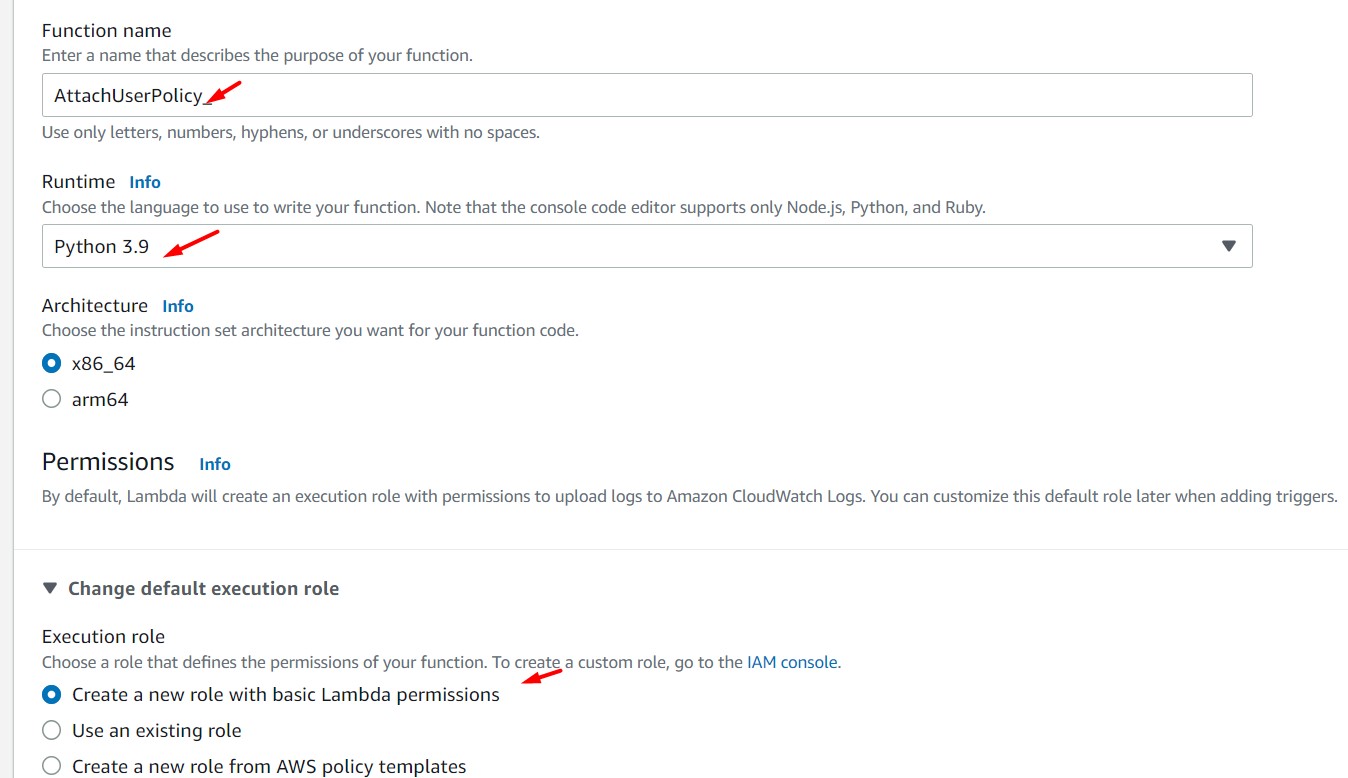 Function name
Enter a name that describes the purpose of your function.
AttachUserPolicy_
Use only letters, numbers, hyphens, or underscores with no spaces.
Runtime Info
Choose the language to use to write your function. Note that the console code editor supports only Node.js, Python, and Ruby.
Python 3.9
Architecture Info
Choose the instruction set architecture you want for your function code.
x86_64
arm64
Permissions Info
By default, Lambda will create an execution role with permissions to upload logs to Amazon CloudWatch Logs. You can customize this default role later when adding triggers.
Change default execution role
Execution role
Choose a role that defines the permissions of your function. To create a custom role, go to the IAM console.
Create a new role with basic Lambda permissions
Use an existing role
Create a new role from AWS policy templates